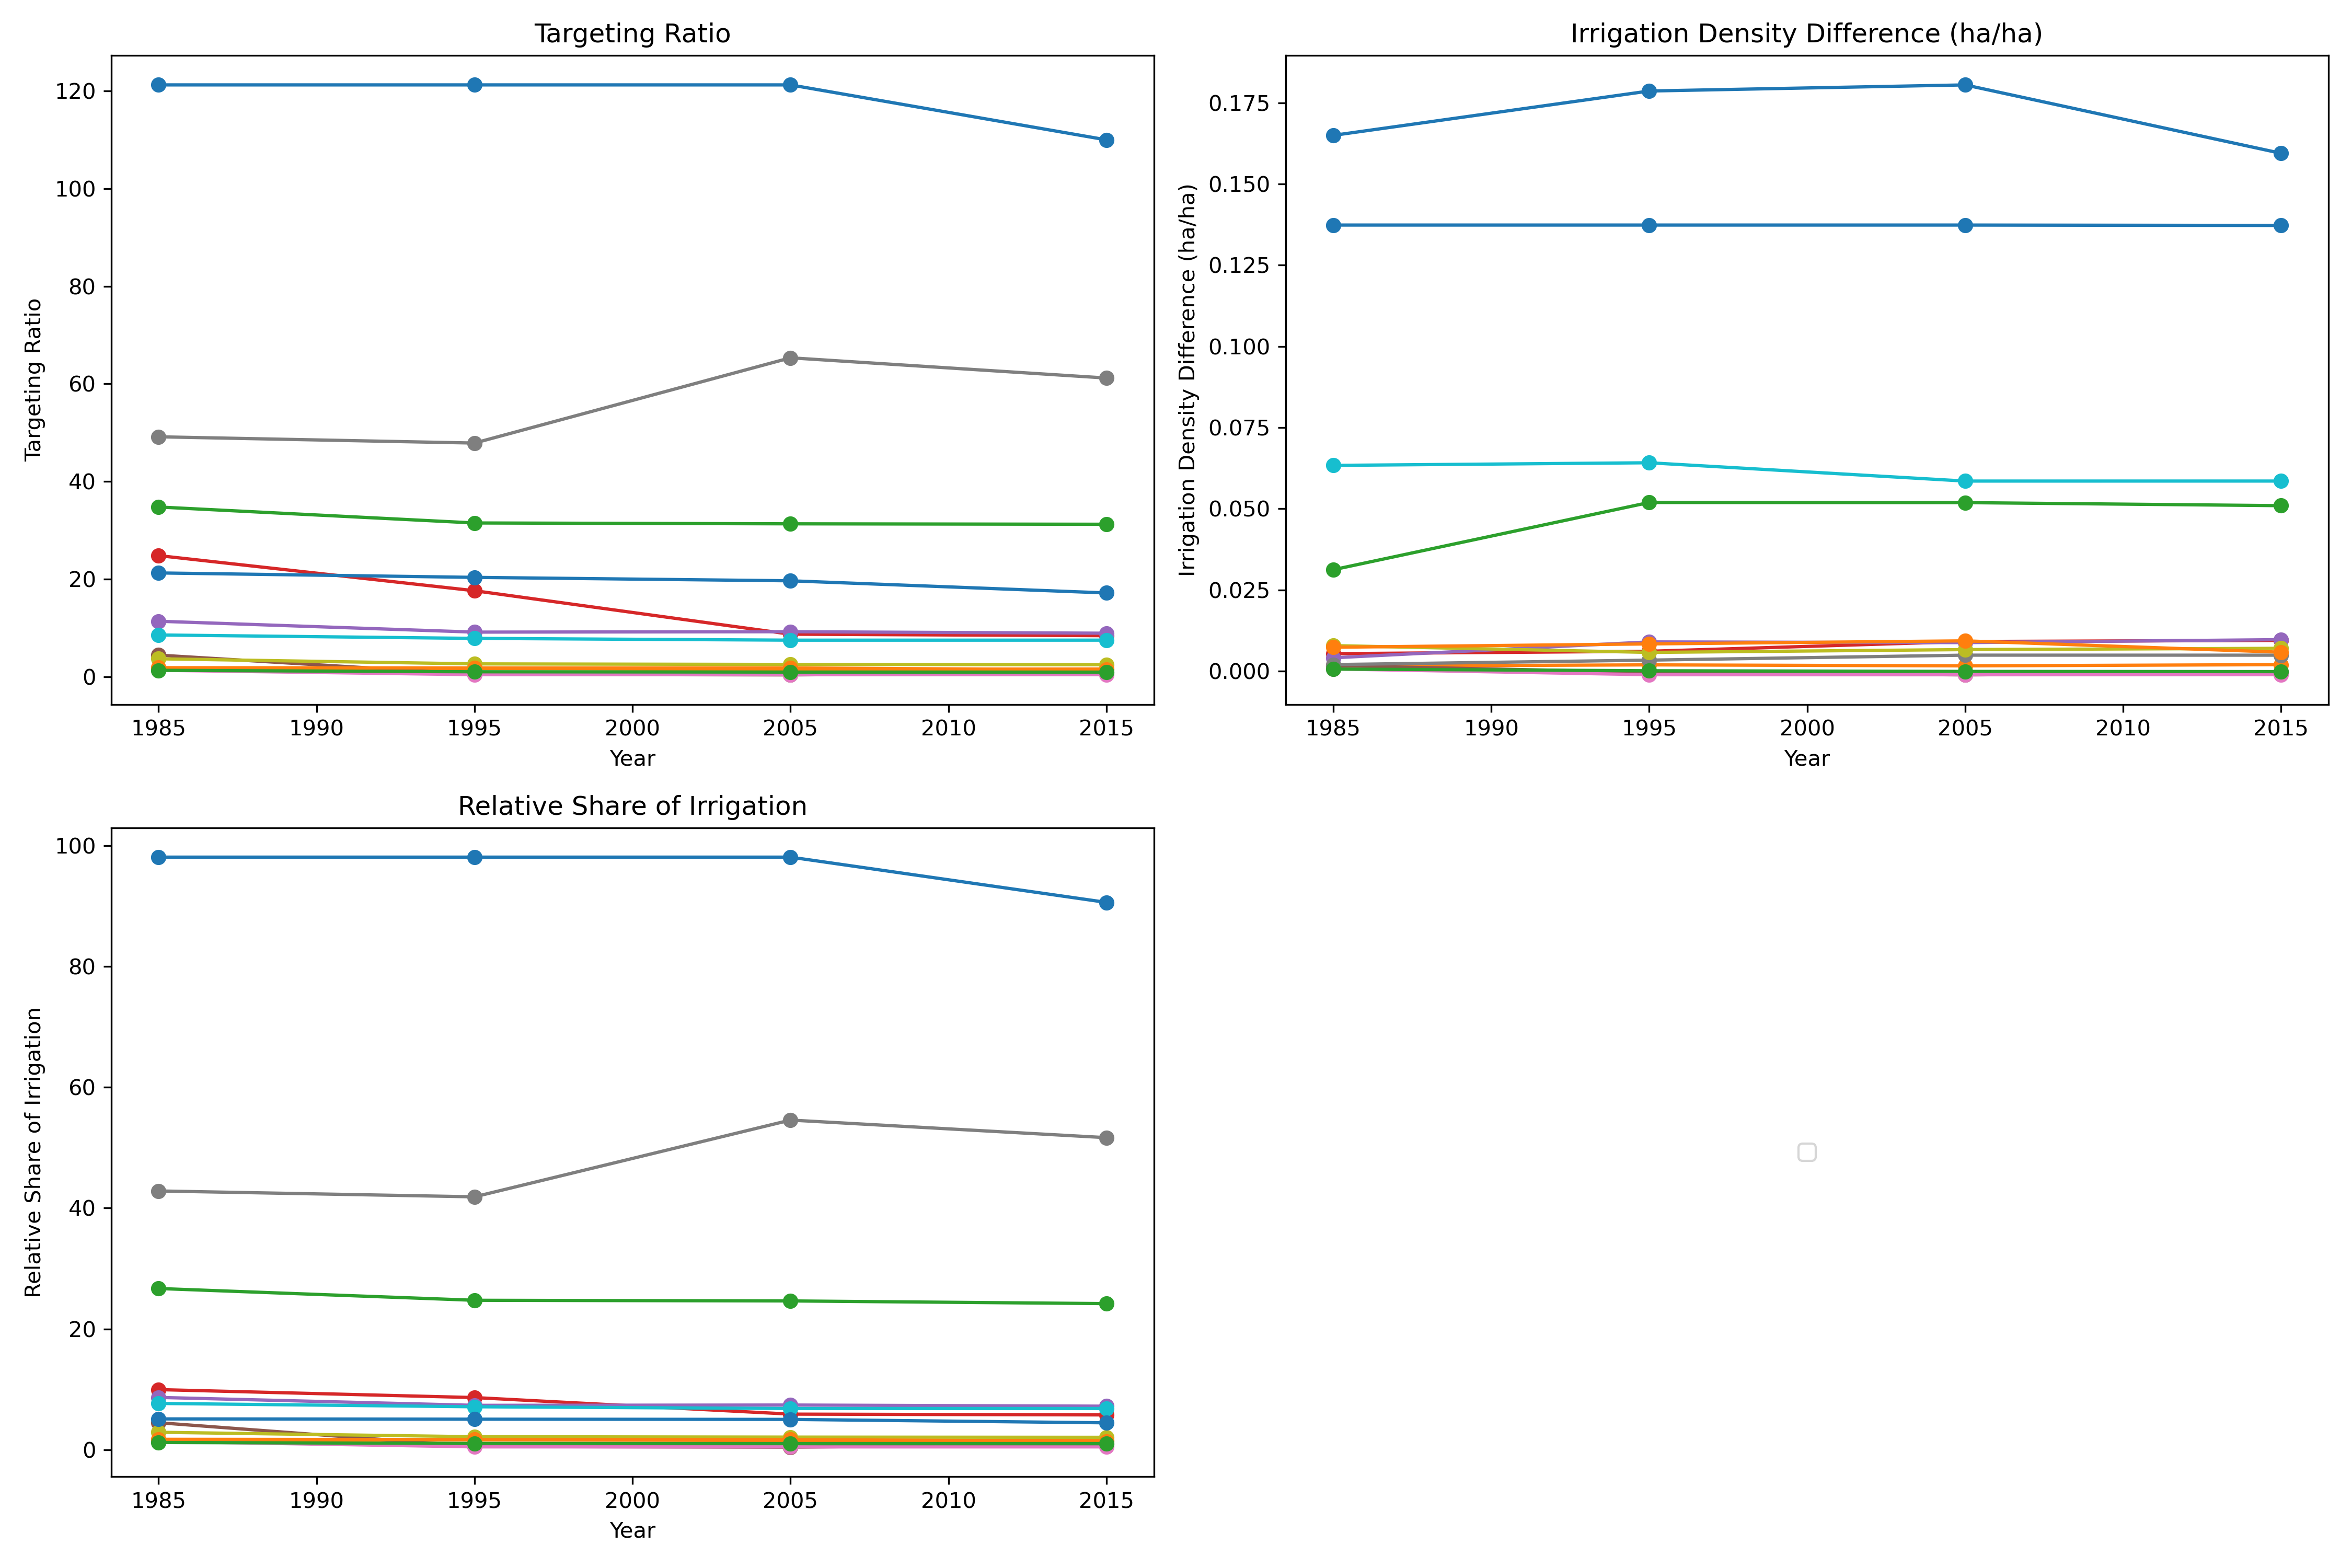 Targeting Ratio
Targeting Ratio
120
100
80
60
40
20
0
1985 1990 1995 2000 2005 2010 2015
Year
Irrigation Density Difference (ha/ha)
Irrigation Density Difference (ha/ha)
0.175
0.150
0.125
0.100
0.075
0.050
0.025
0.000
1985 1990 1995 2000 2005 2010 2015
Year
Relative Share of Irrigation
Relative Share of Irrigation
100
80
60
40
20
0
1985 1990 1995 2000 2005 2010 2015
Year